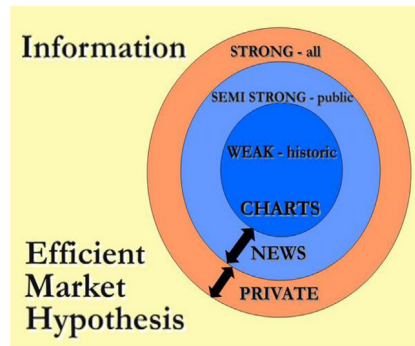 Information
STRONG - all
SEMI STRONG - public
WEAK - historic
CHARTS
NEWS
PRIVATE
Efficient
Market
Hypothesis